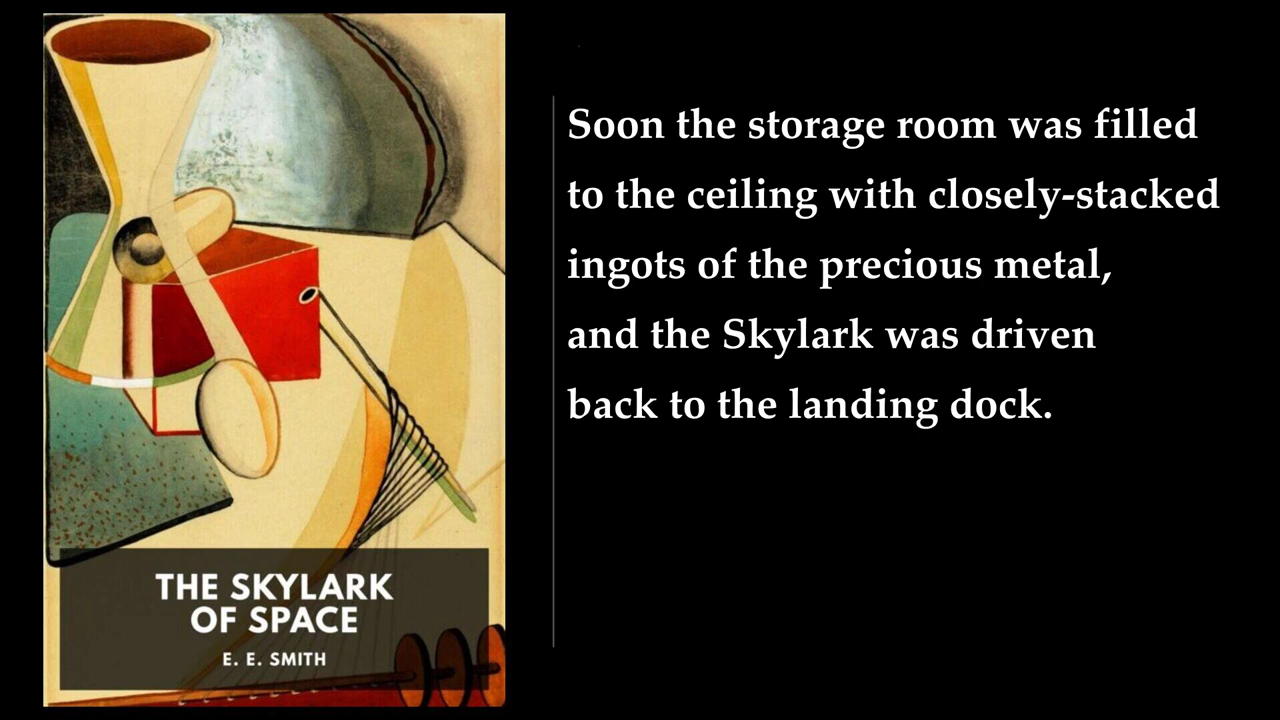 THE SKYLARK
OF SPACE
E. E. SMITH
Soon the storage room was filled
to the ceiling with closely-stacked
ingots of the precious metal,
and the Skylark was driven
back to the landing dock.